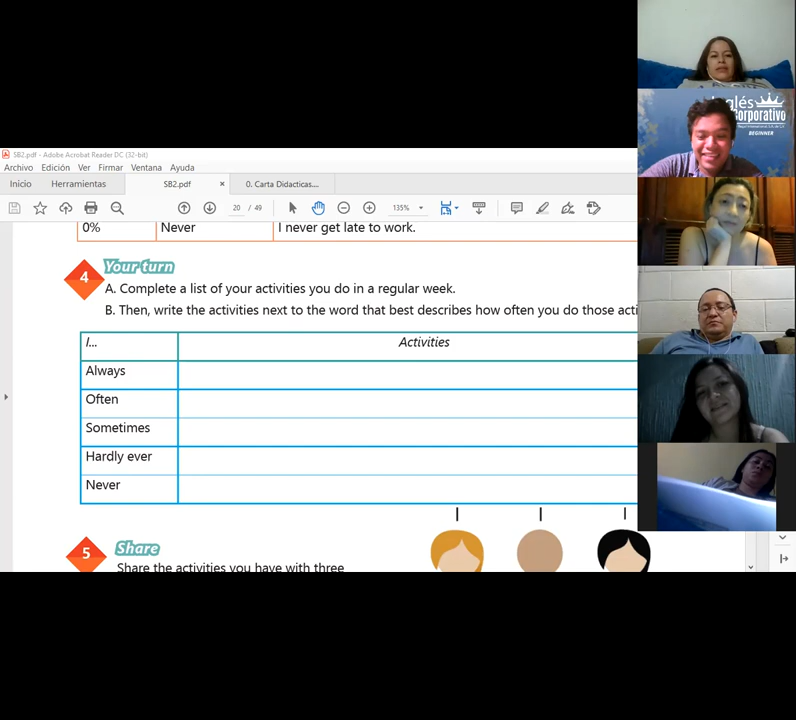 SB2.pdf - Adobe Acrobat Reader DC (32-bit)
Archivo Edición Ver Firmar Ventana Ayuda
Inicio Herramientas SB2.pdf × 0. Carta Didacticas.... 
20 / 49 135%
0% Never I never get late to work.
4 Your turn
A. Complete a list of your activities you do in a regular week.
B. Then, write the activities next to the word that best describes how often you do those acti
I... Activities
Always
Often
Sometimes
Hardly ever
Never
5 Share
Share the activities you have with three
glés
orporativo
BEGINNER